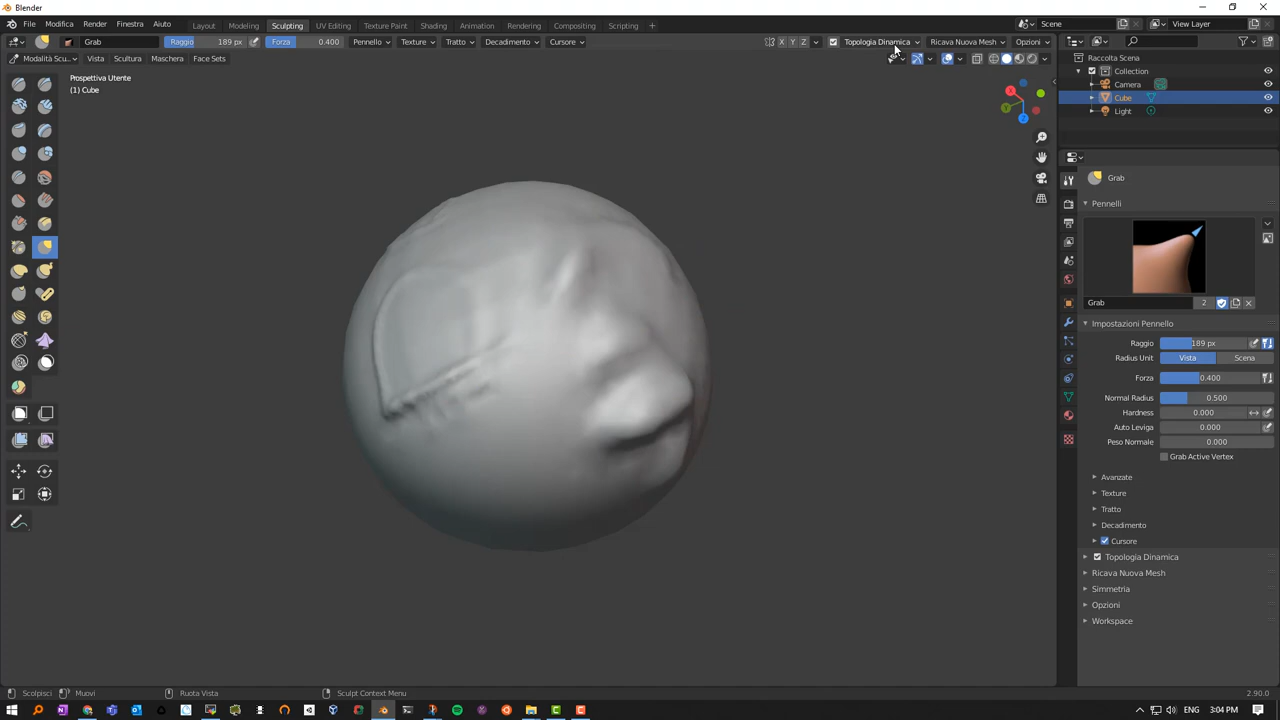 Blender
File Modifica Render Finestra Aiuto Layout Modeling Sculpting UV Editing Texture Paint Shading Animation Rendering Compositing Scripting + Scene View Layer
Grab Raggio 189 px Forza 0.400 Pennello Texture Tratto Decadimento Cursore X Y Z Topologia Dinamica Ricava Nuova Mesh Opzioni
Modalità Scu... Vista Scultura Maschera Face Sets
Prospettiva Utente
(1) Cube
X
Y
Z
Raccolta Scena
Collection
Camera
Cube
Light
Grab
Pennelli
Grab 2
Impostazioni Pennello
Raggio 189 px
Radius Unit Vista Scena
Forza 0.400
Normal Radius 0.500
Hardness 0.000
Auto Leviga 0.000
Peso Normale 0.000
Grab Active Vertex
Avanzate
Texture
Tratto
Decadimento
Cursore
Topologia Dinamica
Ricava Nuova Mesh
Simmetria
Opzioni
Workspace
Scolpisci Muovi Ruota Vista Sculpt Context Menu 2.90.0
ENG 3:04 PM